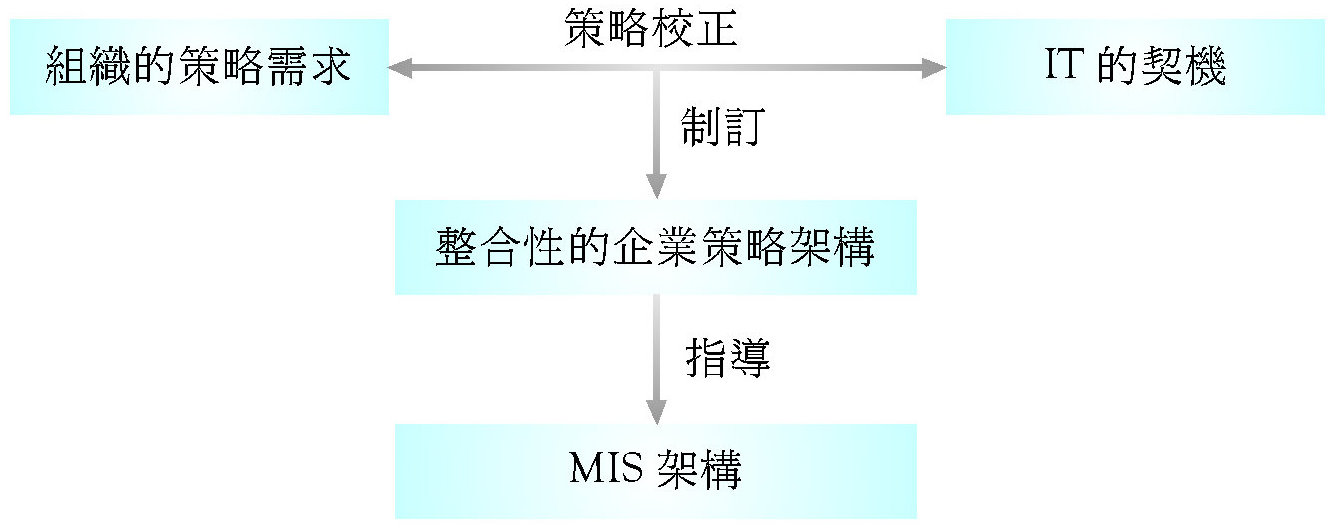 策略校正
組織的策略需求
IT 的契機
制訂
整合性的企業策略架構
指導
MIS 架構